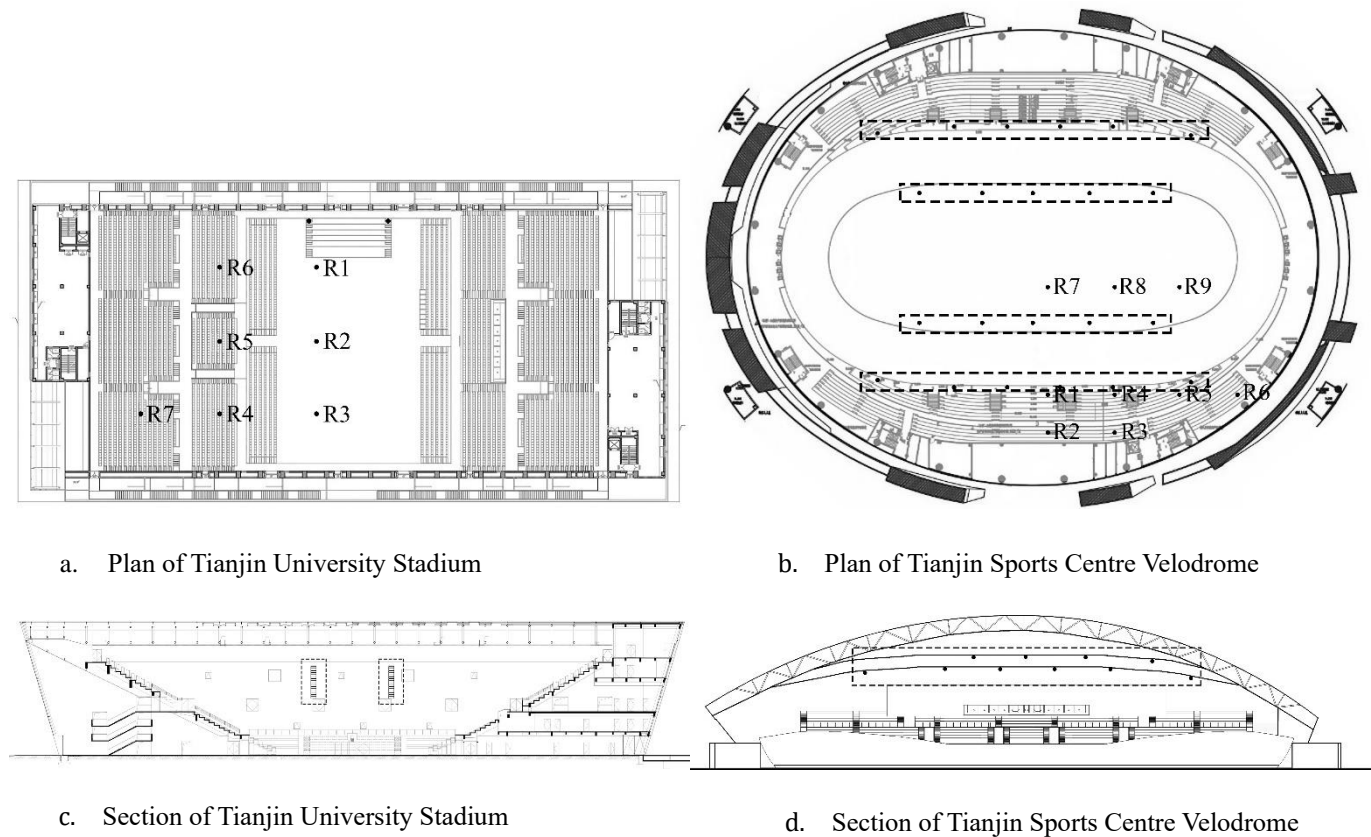 R6
R1
R5
R2
R7
R4
R3
R7
R8
R9
R1
R4
R5
R6
R2
R3
a. Plan of Tianjin University Stadium
b. Plan of Tianjin Sports Centre Velodrome
c. Section of Tianjin University Stadium
d. Section of Tianjin Sports Centre Velodrome